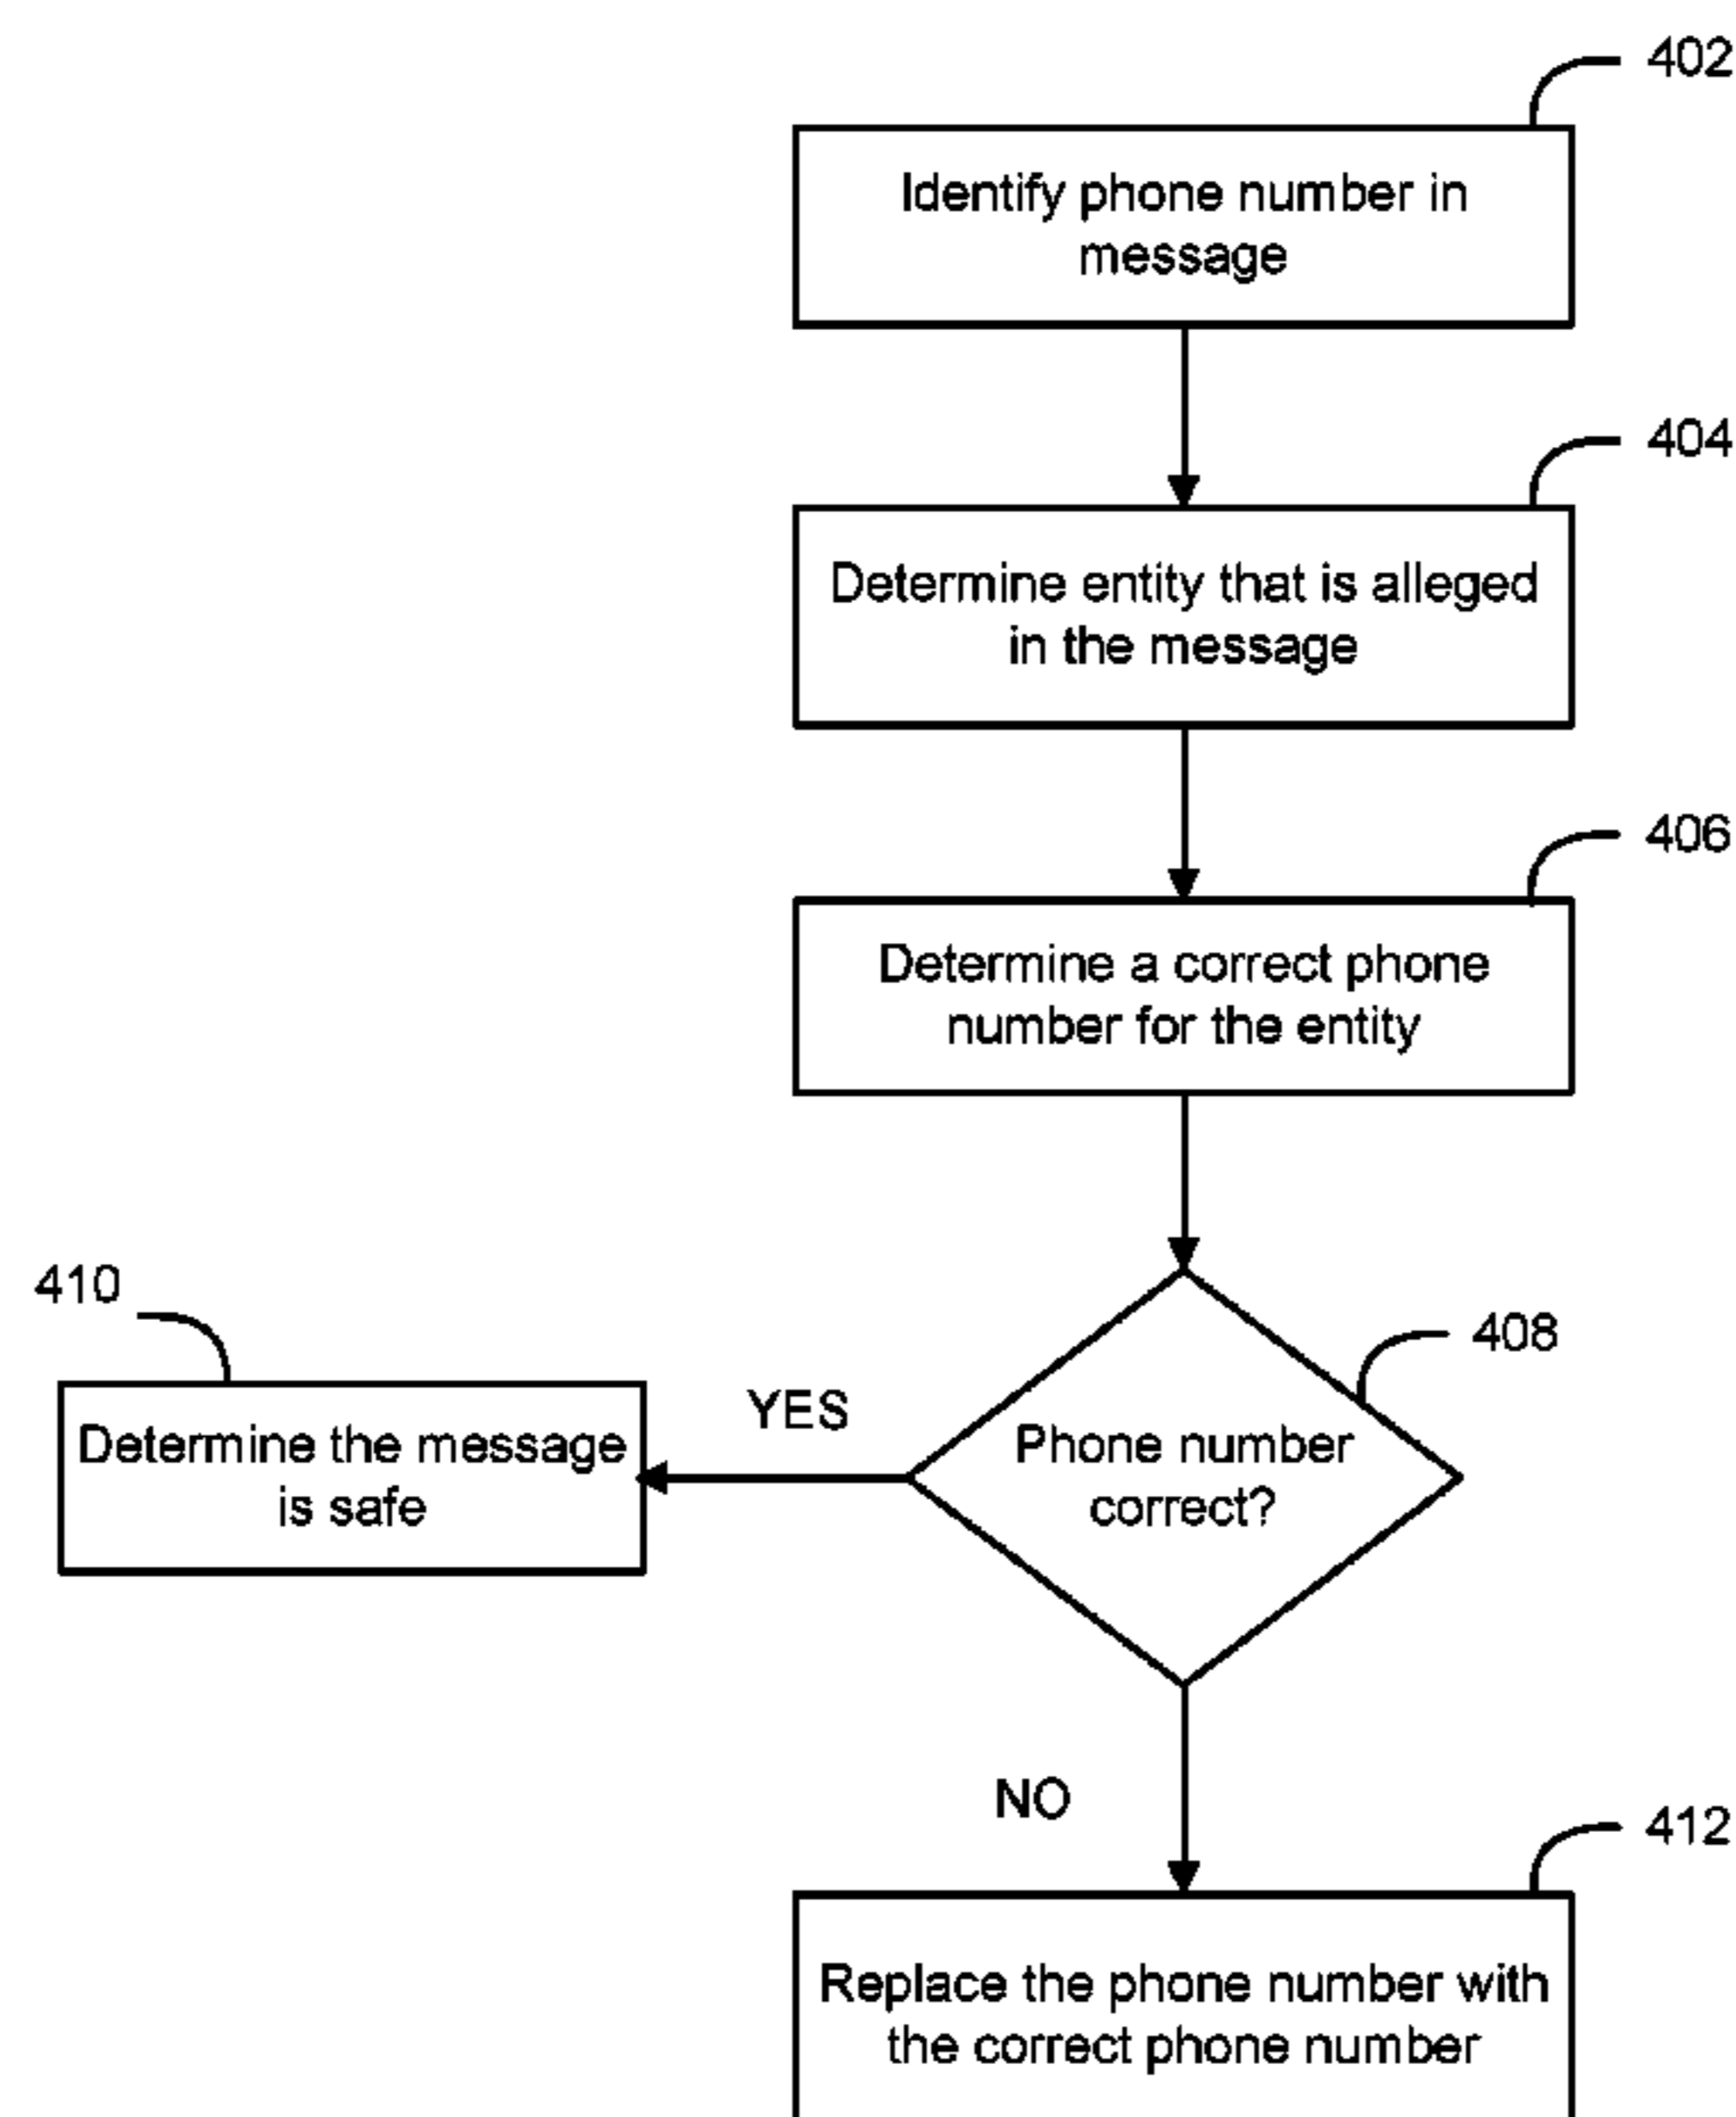 402
Identify phone number in
message
404
Determine entity that is alleged
in the message
406
Determine a correct phone
number for the entity
410
408
YES
Determine the message
is safe
Phone number
correct?
NO
412
Replace the phone number with
the correct phone number